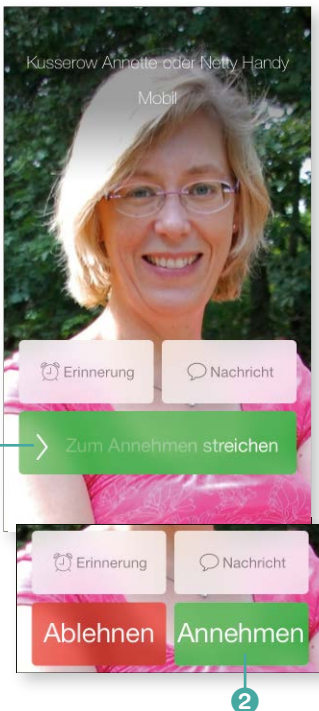 Kusserow Annette oder Netty Handy
Mobil
Erinnerung Nachricht
Zum Annehmen streichen
Erinnerung Nachricht
Ablehnen Annehmen
2